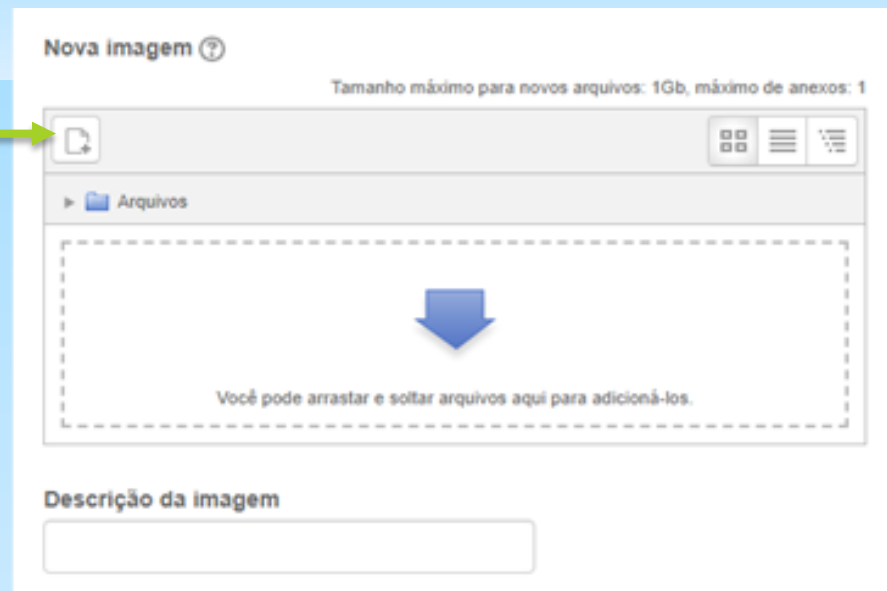 Nova imagem
Tamanho máximo para novos arquivos: 1Gb, máximo de anexos: 1
Arquivos
Você pode arrastar e soltar arquivos aqui para adicioná-los.
Descrição da imagem